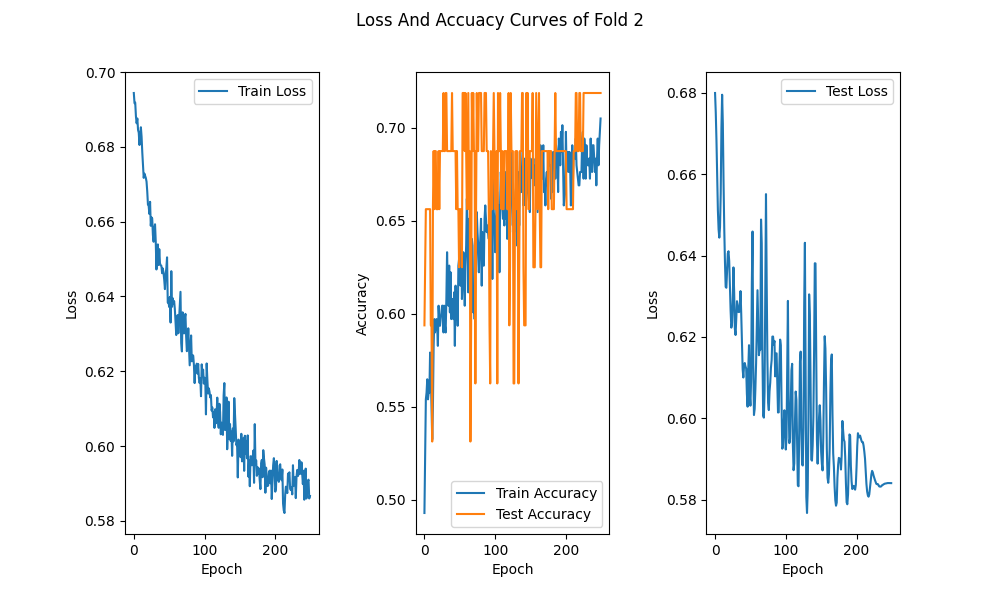 Loss And Accuacy Curves of Fold 2
0.70
0.68
0.66
0.64
0.62
0.60
0.58
Loss
0 100 200
Epoch
Train Loss
0.70
0.65
0.60
0.55
0.50
Accuracy
0 100 200
Epoch
Train Accuracy
Test Accuracy
0.68
0.66
0.64
0.62
0.60
0.58
Loss
0 100 200
Epoch
Test Loss